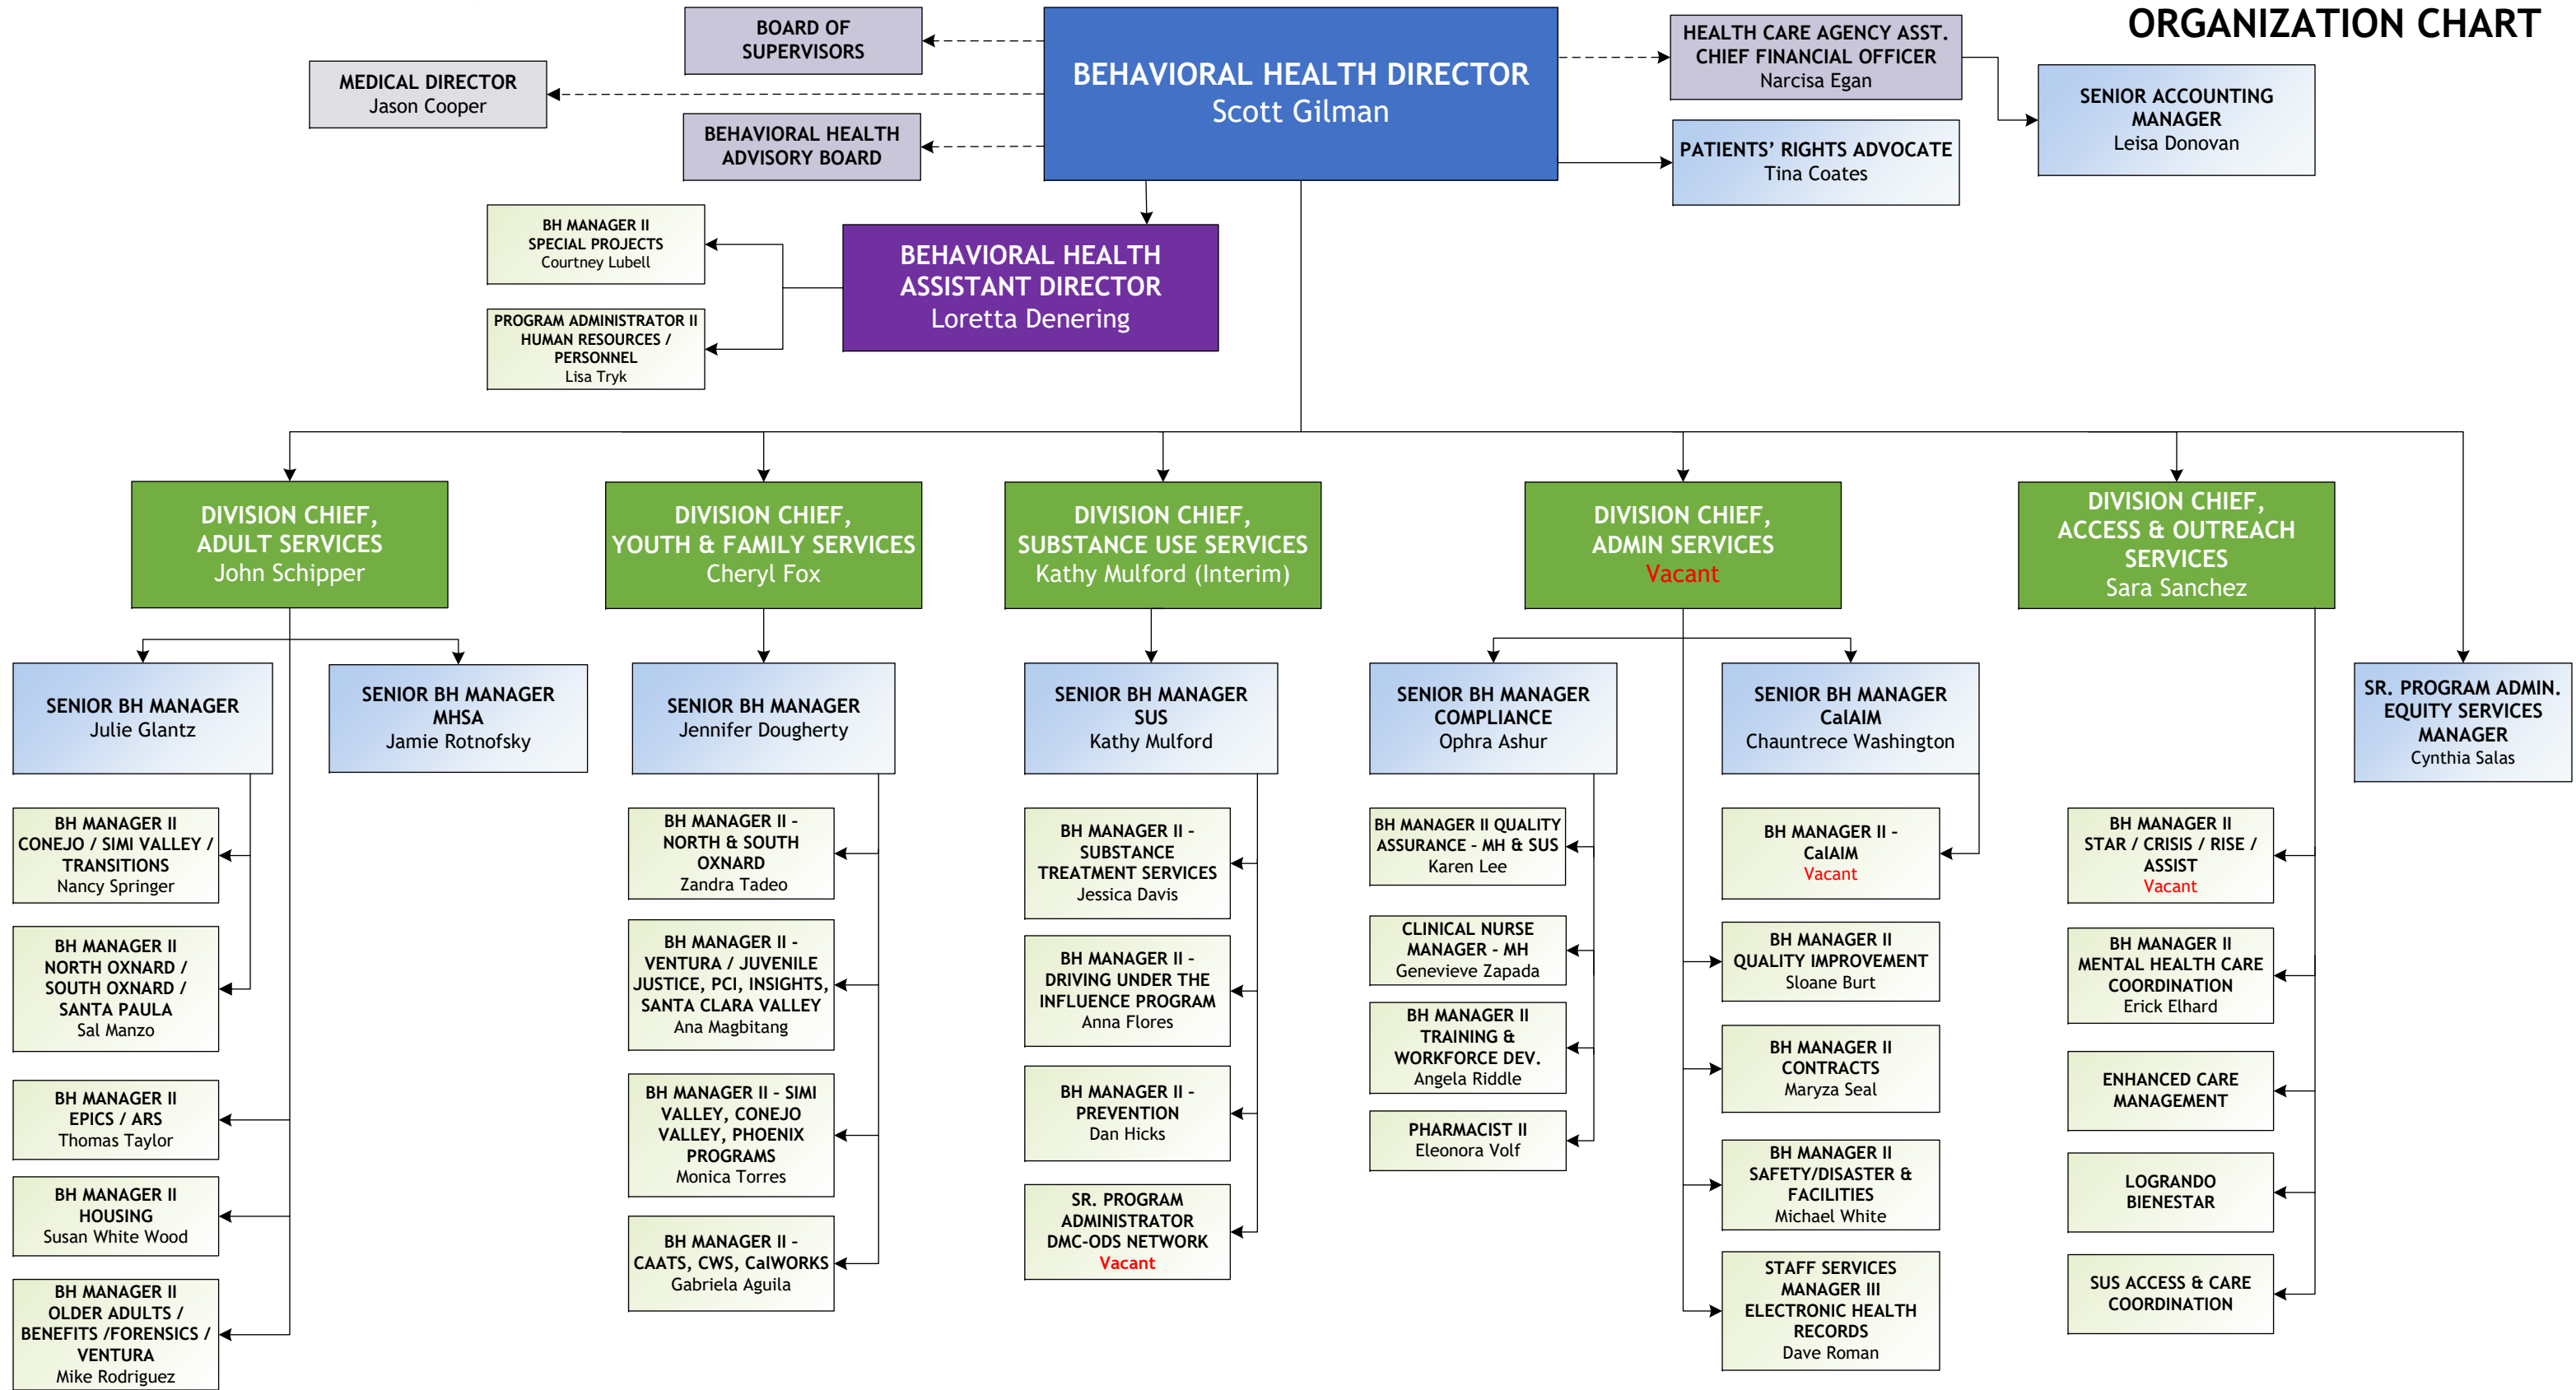 ORGANIZATION CHART
BOARD OF
SUPERVISORS
MEDICAL DIRECTOR
Jason Cooper
BEHAVIORAL HEALTH
ADVISORY BOARD
BEHAVIORAL HEALTH DIRECTOR
Scott Gilman
HEALTH CARE AGENCY ASST.
CHIEF FINANCIAL OFFICER
Narcisa Egan
SENIOR ACCOUNTING
MANAGER
Leisa Donovan
PATIENTS’ RIGHTS ADVOCATE
Tina Coates
BH MANAGER II
SPECIAL PROJECTS
Courtney Lubell
PROGRAM ADMINISTRATOR II
HUMAN RESOURCES /
PERSONNEL
Lisa Tryk
BEHAVIORAL HEALTH
ASSISTANT DIRECTOR
Loretta Denering
DIVISION CHIEF,
ADULT SERVICES
John Schipper
DIVISION CHIEF,
YOUTH & FAMILY SERVICES
Cheryl Fox
DIVISION CHIEF,
SUBSTANCE USE SERVICES
Kathy Mulford (Interim)
DIVISION CHIEF,
ADMIN SERVICES
Vacant
DIVISION CHIEF,
ACCESS & OUTREACH
SERVICES
Sara Sanchez
SENIOR BH MANAGER
Julie Glantz
SENIOR BH MANAGER
MHSA
Jamie Rotnofsky
SENIOR BH MANAGER
Jennifer Dougherty
SENIOR BH MANAGER
SUS
Kathy Mulford
SENIOR BH MANAGER
COMPLIANCE
Ophra Ashur
SENIOR BH MANAGER
CalAIM
Chauntrece Washington
SR. PROGRAM ADMIN.
EQUITY SERVICES
MANAGER
Cynthia Salas
BH MANAGER II
CONEJO / SIMI VALLEY /
TRANSITIONS
Nancy Springer
BH MANAGER II
NORTH OXNARD /
SOUTH OXNARD /
SANTA PAULA
Sal Manzo
BH MANAGER II
EPICS / ARS
Thomas Taylor
BH MANAGER II
HOUSING
Susan White Wood
BH MANAGER II
OLDER ADULTS /
BENEFITS /FORENSICS /
VENTURA
Mike Rodriguez
BH MANAGER II -
NORTH & SOUTH
OXNARD
Zandra Tadeo
BH MANAGER II -
VENTURA / JUVENILE
JUSTICE, PCI, INSIGHTS,
SANTA CLARA VALLEY
Ana Magbitang
BH MANAGER II - SIMI
VALLEY, CONEJO
VALLEY, PHOENIX
PROGRAMS
Monica Torres
BH MANAGER II -
CAATS, CWS, CalWORKS
Gabriela Aguila
BH MANAGER II -
SUBSTANCE
TREATMENT SERVICES
Jessica Davis
BH MANAGER II -
DRIVING UNDER THE
INFLUENCE PROGRAM
Anna Flores
BH MANAGER II -
PREVENTION
Dan Hicks
SR. PROGRAM
ADMINISTRATOR
DMC-ODS NETWORK
Vacant
BH MANAGER II QUALITY
ASSURANCE - MH & SUS
Karen Lee
CLINICAL NURSE
MANAGER - MH
Genevieve Zapada
BH MANAGER II
TRAINING &
WORKFORCE DEV.
Angela Riddle
PHARMACIST II
Eleonora Volf
BH MANAGER II -
CalAIM
Vacant
BH MANAGER II
QUALITY IMPROVEMENT
Sloane Burt
BH MANAGER II
CONTRACTS
Maryza Seal
BH MANAGER II
SAFETY/DISASTER &
FACILITIES
Michael White
STAFF SERVICES
MANAGER III
ELECTRONIC HEALTH
RECORDS
Dave Roman
BH MANAGER II
STAR / CRISIS / RISE /
ASSIST
Vacant
BH MANAGER II
MENTAL HEALTH CARE
COORDINATION
Erick Elhard
ENHANCED CARE
MANAGEMENT
LOGRANDO
BIENESTAR
SUS ACCESS & CARE
COORDINATION